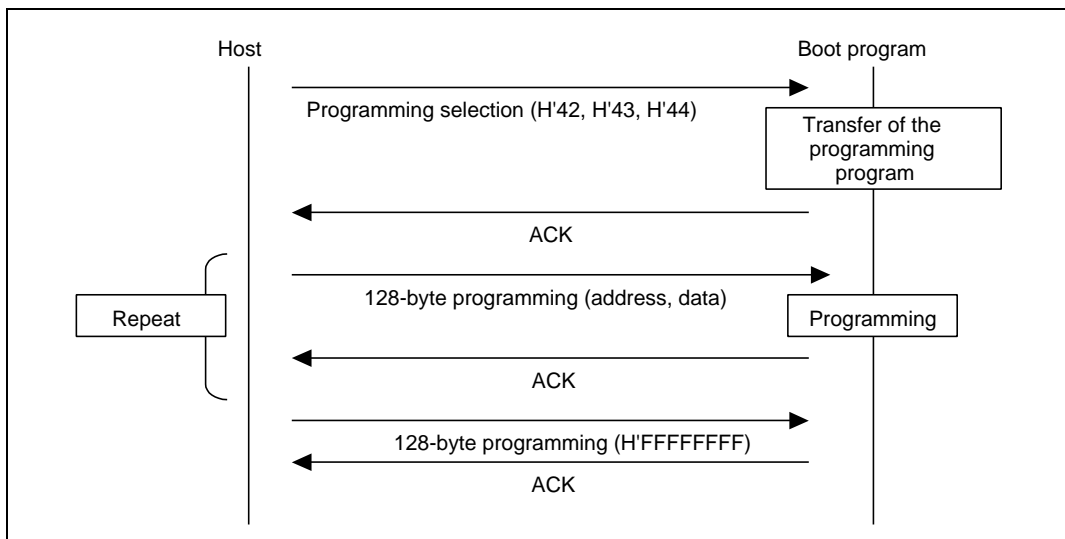 Host
Boot program
Programming selection (H'42, H'43, H'44)
Transfer of the
programming
program
ACK
128-byte programming (address, data)
Repeat
Programming
ACK
128-byte programming (H'FFFFFFFF)
ACK